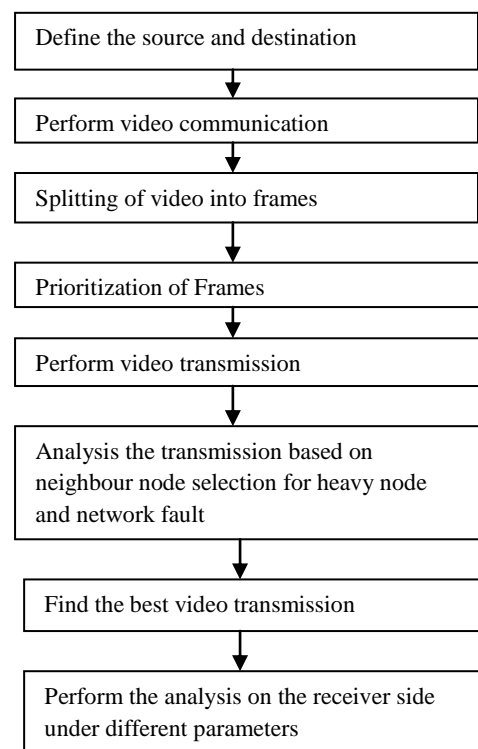 Define the source and destination
Perform video communication
Splitting of video into frames
Prioritization of Frames
Perform video transmission
Analysis the transmission based on
neighbour node selection for heavy node
and network fault
Find the best video transmission
Perform the analysis on the receiver side
under different parameters